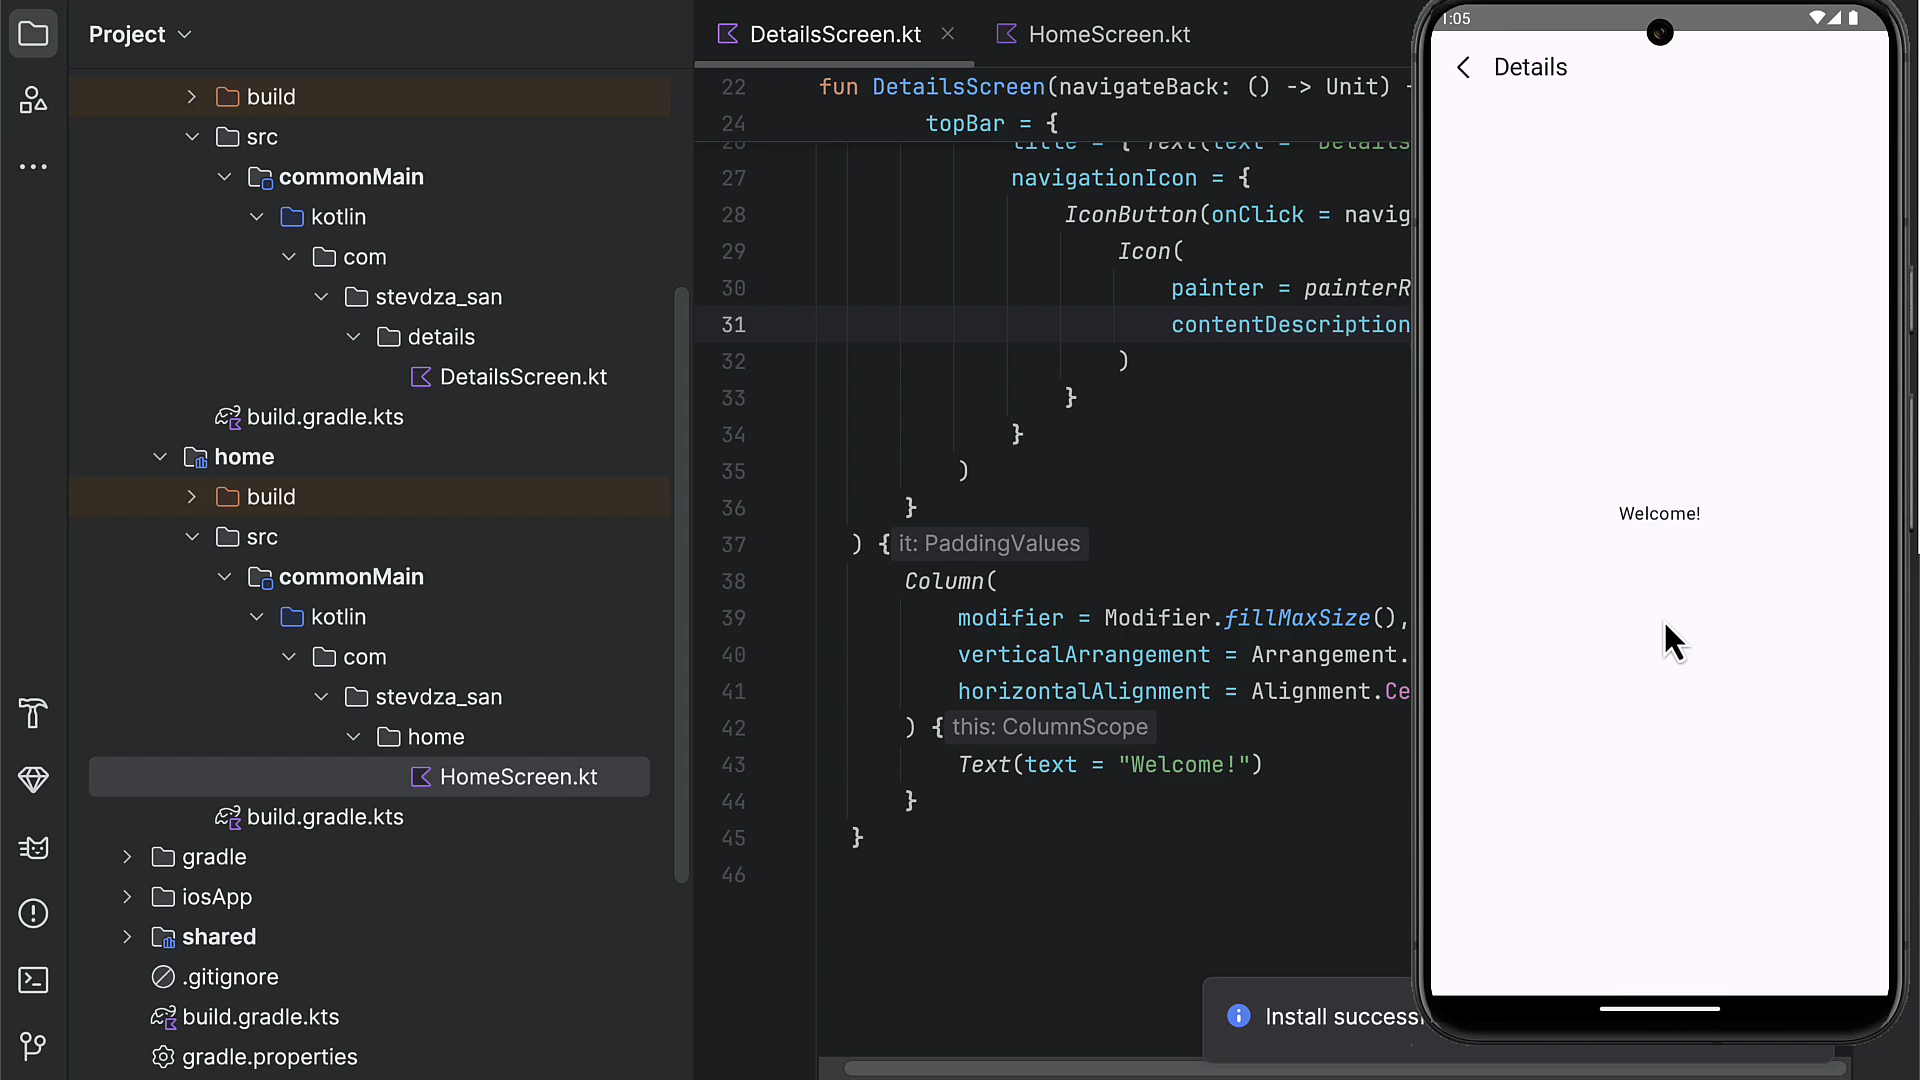 Project
build
src
commonMain
kotlin
com
stevdza_san
details
DetailsScreen.kt
build.gradle.kts
home
build
src
commonMain
kotlin
com
stevdza_san
home
HomeScreen.kt
build.gradle.kts
gradle
iosApp
shared
.gitignore
build.gradle.kts
gradle.properties
DetailsScreen.kt
HomeScreen.kt
22 fun DetailsScreen(navigateBack: () -> Unit)
24 topBar = {
title = { Text(text = "Details
27 navigationIcon = {
28 IconButton(onClick = navig
29 Icon(
30 painter = painterR
31 contentDescription
32 )
33 }
34 }
35 )
36 }
37 ) { it: PaddingValues
38 Column(
39 modifier = Modifier.fillMaxSize(),
40 verticalArrangement = Arrangement.
41 horizontalAlignment = Alignment.Ce
42 ) { this: ColumnScope
43 Text(text = "Welcome!")
44 }
45 }
46
Install success
1:05
Details
Welcome!